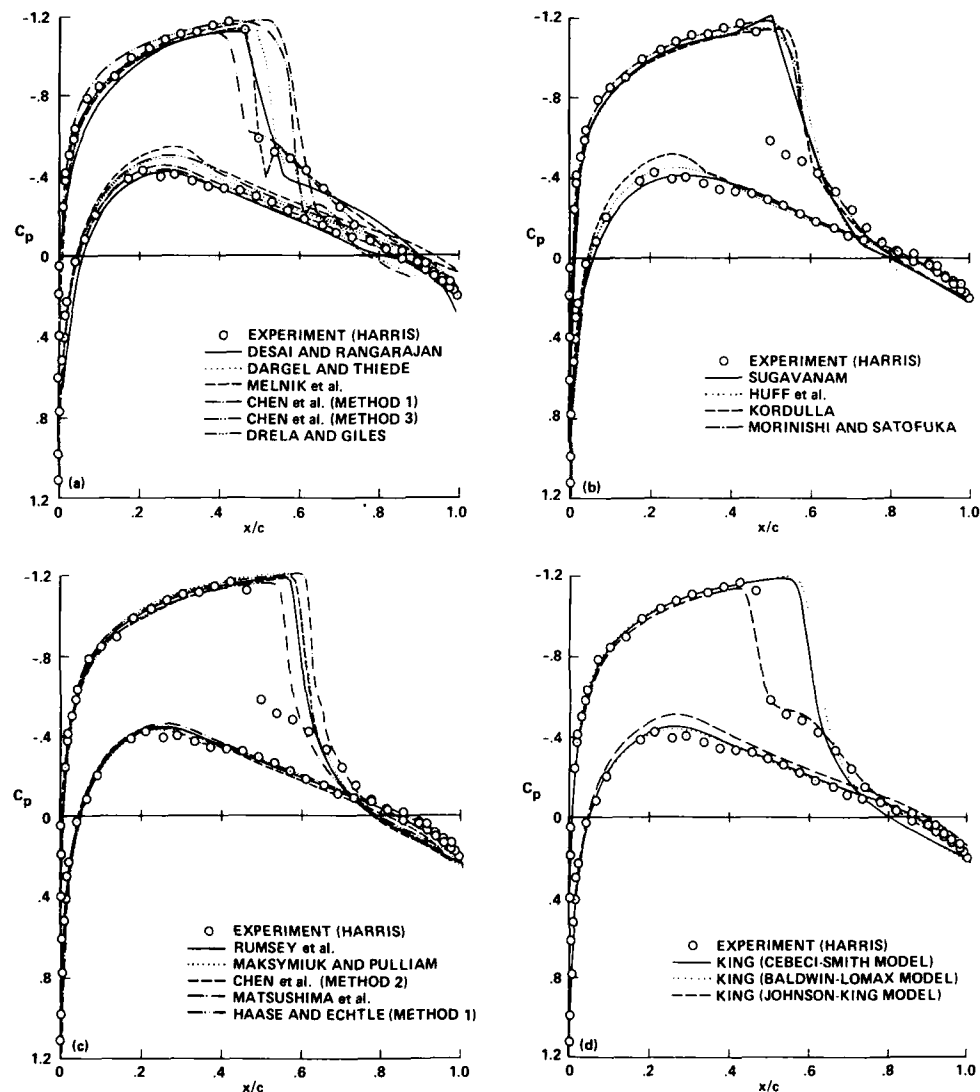 -1.2
-.8
-.4
Cp
0
.4
.8
1.2
(a)
0
.2
.4
.6
.8
1.0
x/c
EXPERIMENT (HARRIS)
DESAI AND RANGARAJAN
DARGEL AND THIEDE
MELNIK et al.
CHEN et al. (METHOD 1)
CHEN et al. (METHOD 3)
DRELA AND GILES
-1.2
-.8
-.4
Cp
0
.4
.8
1.2
(b)
0
.2
.4
.6
.8
1.0
x/c
EXPERIMENT (HARRIS)
SUGAVANAM
HUFF et al.
KORDULLA
MORINISHI AND SATOFUKA
-1.2
-.8
-.4
Cp
0
.4
.8
1.2
(c)
0
.2
.4
.6
.8
1.0
x/c
EXPERIMENT (HARRIS)
RUMSEY et al.
MAKSYMIUK AND PULLIAM
CHEN et al. (METHOD 2)
MATSUSHIMA et al.
HAASE AND ECHTLE (METHOD 1)
-1.2
-.8
-.4
Cp
0
.4
.8
1.2
(d)
0
.2
.4
.6
.8
1.0
x/c
EXPERIMENT (HARRIS)
KING (CEBECI-SMITH MODEL)
KING (BALDWIN-LOMAX MODEL)
KING (JOHNSON-KING MODEL)